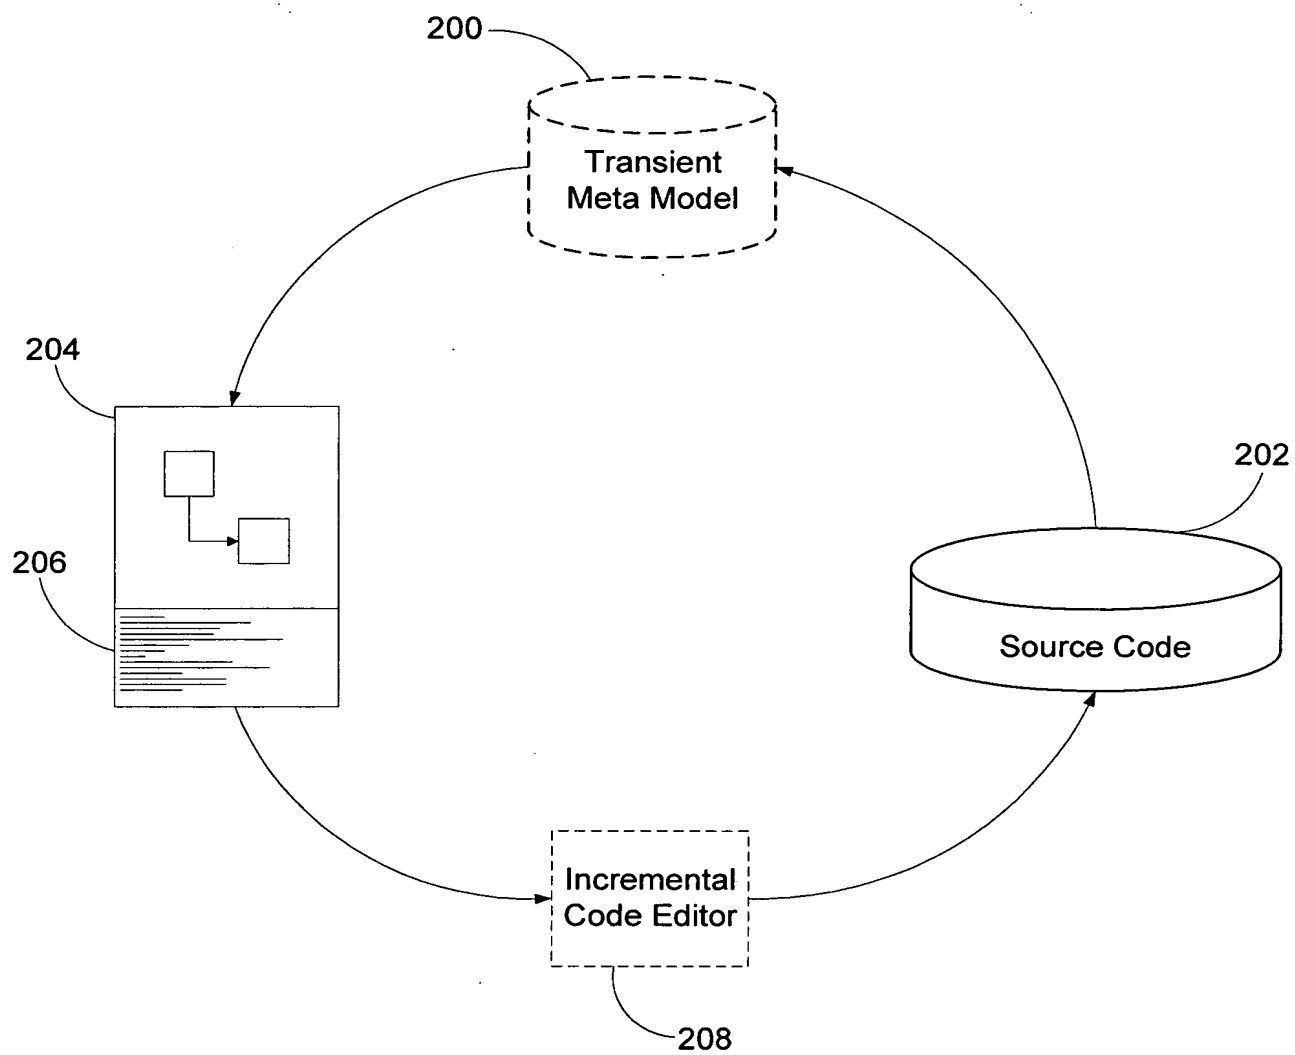 200
Transient
Meta Model
204
202
206
Source Code
Incremental
Code Editor
208